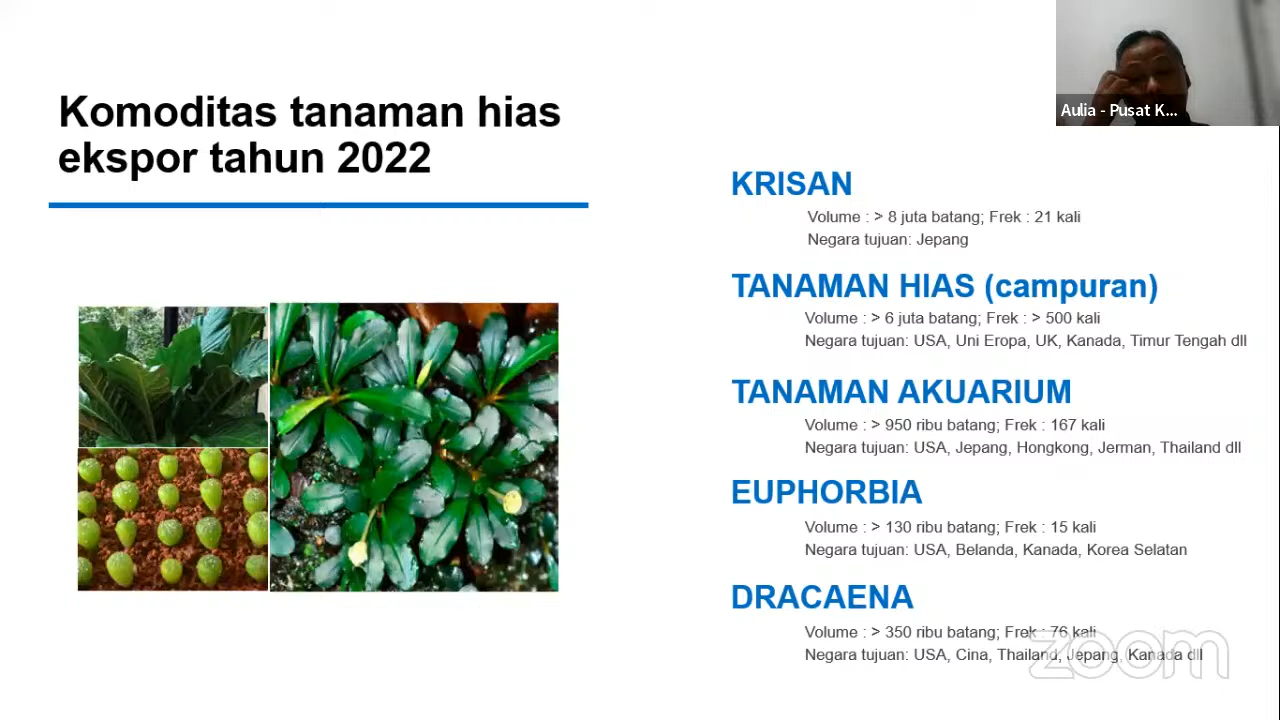 Komoditas tanaman hias
ekspor tahun 2022
Aulia - Pusat K...
KRISAN
Volume : > 8 juta batang; Frek : 21 kali
Negara tujuan: Jepang
TANAMAN HIAS (campuran)
Volume : > 6 juta batang; Frek : > 500 kali
Negara tujuan: USA, Uni Eropa, UK, Kanada, Timur Tengah dll
TANAMAN AKUARIUM
Volume : > 950 ribu batang; Frek : 167 kali
Negara tujuan: USA, Jepang, Hongkong, Jerman, Thailand dll
EUPHORBIA
Volume : > 130 ribu batang; Frek : 15 kali
Negara tujuan: USA, Belanda, Kanada, Korea Selatan
DRACAENA
Volume : > 350 ribu batang; Frek : 76 kali
Negara tujuan: USA, Cina, Thailand, Jepang, Kanada dll
zoom